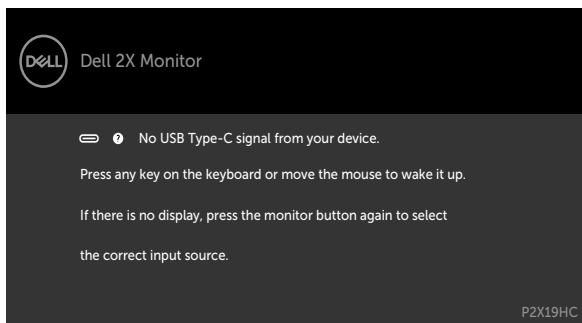 DELL
Dell 2X Monitor
? No USB Type-C signal from your device.
Press any key on the keyboard or move the mouse to wake it up.
If there is no display, press the monitor button again to select
the correct input source.
P2X19HC